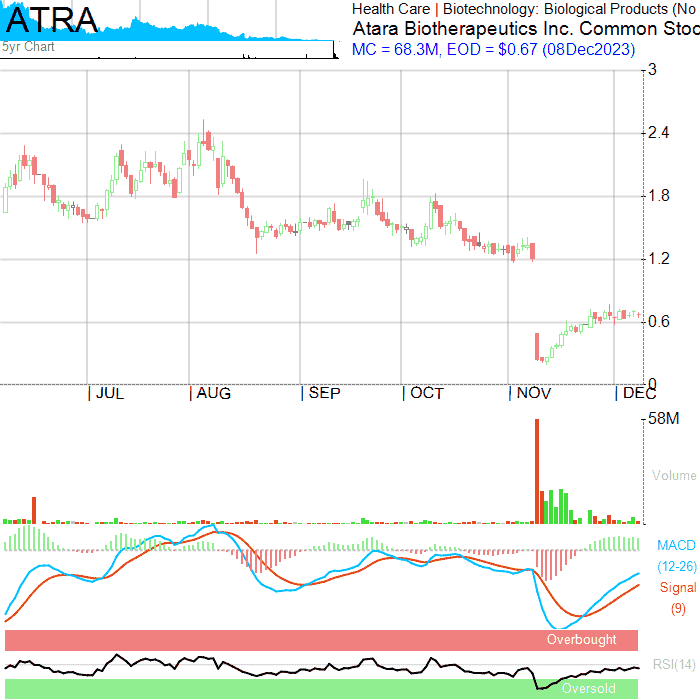 ATRA
5yr Chart
Health Care | Biotechnology: Biological Products (No
Atara Biotherapeutics Inc. Common Stoc
MC = 68.3M, EOD = $0.67 (08Dec2023)
3
2.4
1.8
1.2
0.6
0
| JUL | AUG | SEP | OCT | NOV | DEC
58M
Volume
MACD
(12-26)
Signal
(9)
Overbought
RSI(14)
Oversold